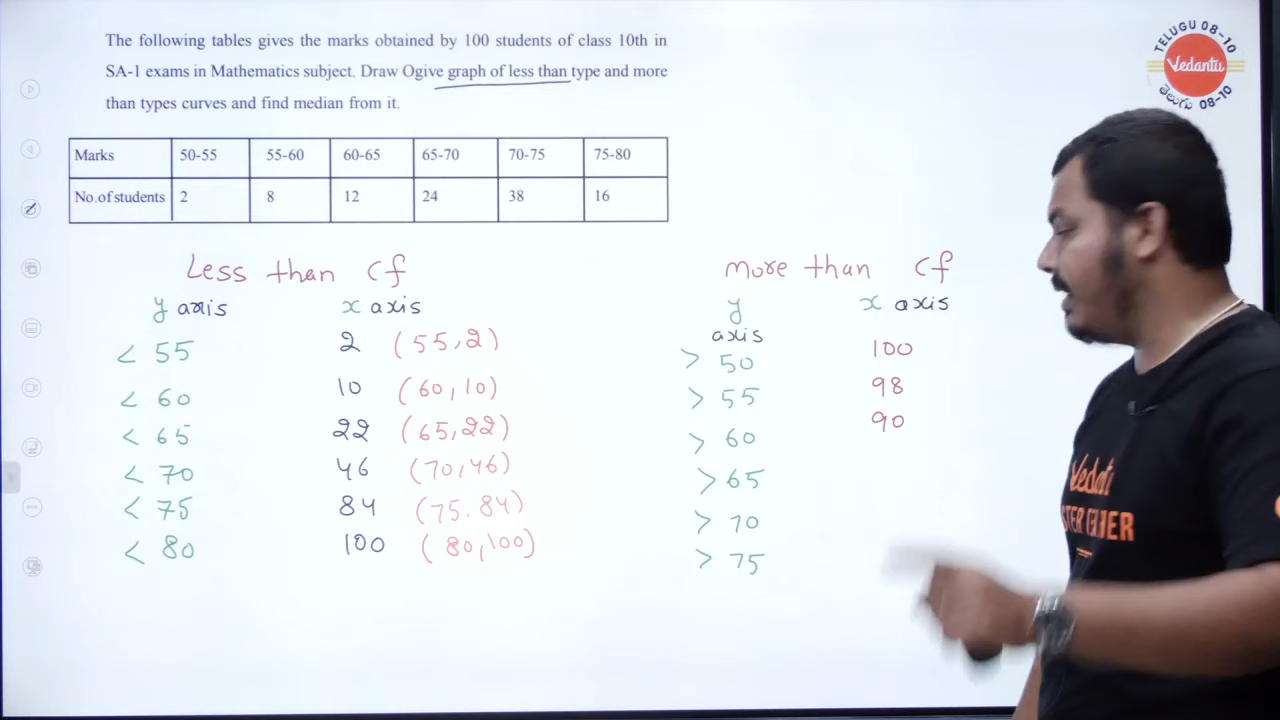 The following tables gives the marks obtained by 100 students of class 10th in
SA-1 exams in Mathematics subject. Draw Ogive graph of less than type and more
than types curves and find median from it.
Marks 50-55 55-60 60-65 65-70 70-75 75-80
No.of students 2 8 12 24 38 16
Less than cf
y axis x axis
< 55 2 (55,2)
< 60 10 (60,10)
< 65 22 (65,22)
< 70 46 (70,46)
< 75 84 (75.84)
< 80 100 (80,100)
more than cf
y axis x axis
> 50 100
> 55 98
> 60 90
> 65
> 70
> 75
TELUGU 08-10
Vedantu
తెలుగు 08-10